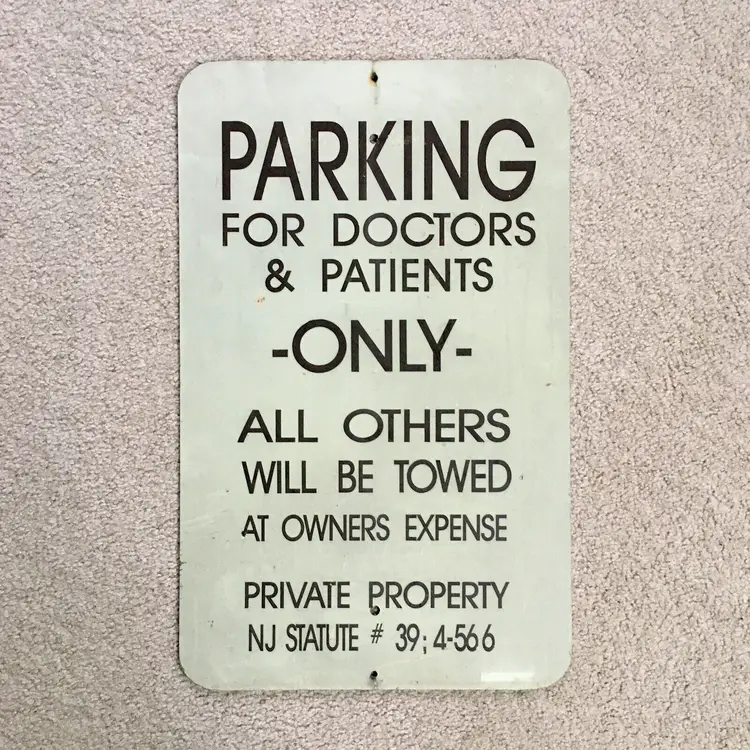 PARKING
FOR DOCTORS
& PATIENTS
-ONLY-
ALL OTHERS
WILL BE TOWED
AT OWNERS EXPENSE
PRIVATE PROPERTY
NJ STATUTE # 39; 4-566